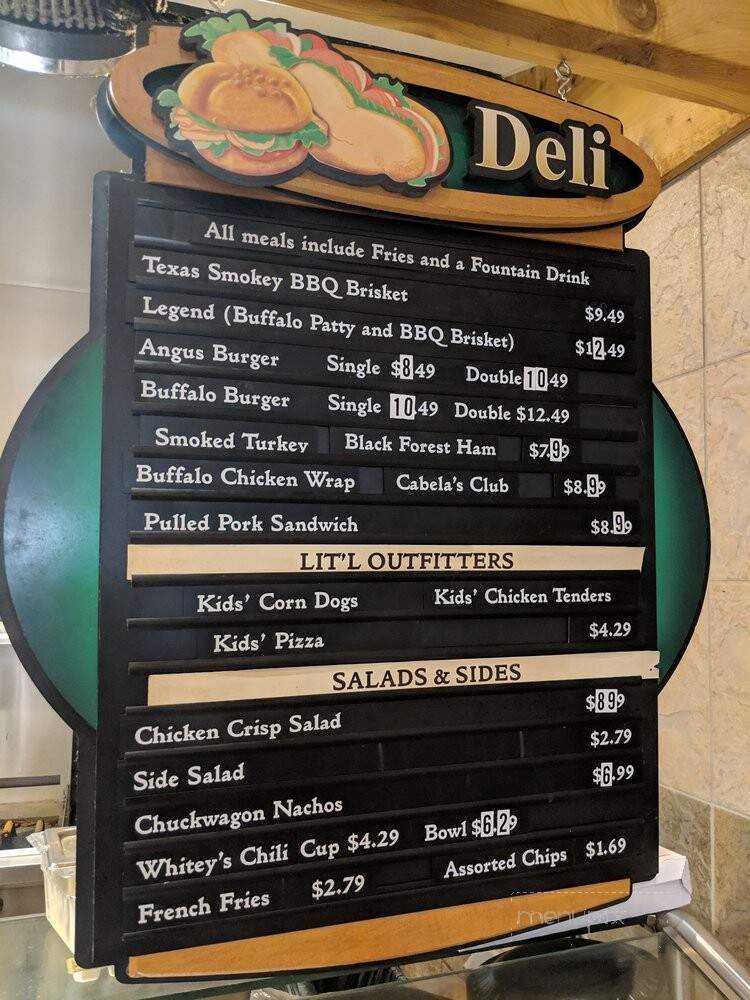 Deli
All meals include Fries and a Fountain Drink
Texas Smokey BBQ Brisket $9.49
Legend (Buffalo Patty and BBQ Brisket) $12.49
Angus Burger Single $8.49 Double 10.49
Buffalo Burger Single 10.49 Double $12.49
Smoked Turkey Black Forest Ham $7.99
Buffalo Chicken Wrap Cabela's Club $8.99
Pulled Pork Sandwich $8.99
LIT'L OUTFITTERS
Kids' Corn Dogs Kids' Chicken Tenders
Kids' Pizza $4.29
SALADS & SIDES
Chicken Crisp Salad $899
Side Salad $2.79
Chuckwagon Nachos $6.99
Whitey's Chili Cup $4.29 Bowl $6.29
French Fries $2.79 Assorted Chips $1.69
menupix